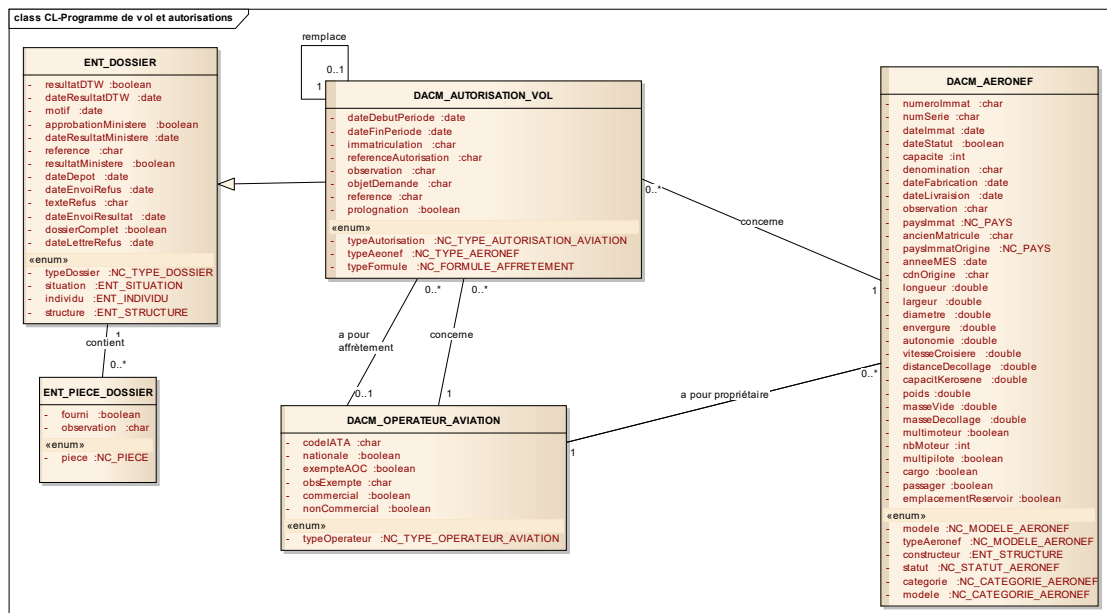 class CL-Programme de vol et autorisations
ENT_DOSSIER
- resultatDTW :boolean
- dateResultatDTW :date
- motif :date
- approbationMinistere :boolean
- dateResultatMinistere :date
- reference :char
- resultatMinistere :boolean
- dateDepot :date
- dateEnvoiRefus :date
- texteRefus :char
- dateEnvoiResultat :date
- dossierComplet :boolean
- dateLettreRefus :date
«enum»
- typeDossier :NC_TYPE_DOSSIER
- situation :ENT_SITUATION
- individu :ENT_INDIVIDU
- structure :ENT_STRUCTURE
1
contient
0..*
ENT_PIECE_DOSSIER
- fourni :boolean
- observation :char
«enum»
- piece :NC_PIECE
remplace
0..1
1
DACM_AUTORISATION_VOL
- dateDebutPeriode :date
- dateFinPeriode :date
- immatriculation :char
- referenceAutorisation :char
- observation :char
- objetDemande :char
- reference :char
- prolognation :boolean
«enum»
- typeAutorisation :NC_TYPE_AUTORISATION_AVIATION
- typeAeonef :NC_TYPE_AERONEF
- typeFormule :NC_FORMULE_AFFRETEMENT
0..*
concerne
1
0..*
0..*
a pour
affrètement
concerne
0..1
1
DACM_OPERATEUR_AVIATION
- codeIATA :char
- nationale :boolean
- exempteAOC :boolean
- obsExempte :char
- commercial :boolean
- nonCommercial :boolean
«enum»
- typeOperateur :NC_TYPE_OPERATEUR_AVIATION
1
a pour propriétaire
0..*
DACM_AERONEF
- numeroImmat :char
- numSerie :char
- dateImmat :date
- dateStatut :boolean
- capacite :int
- denomination :char
- dateFabrication :date
- dateLivraision :date
- observation :char
- paysImmat :NC_PAYS
- ancienMatricule :char
- paysImmatOrigine :NC_PAYS
- anneeMES :date
- cdnOrigine :char
- longueur :double
- largeur :double
- diametre :double
- envergure :double
- autonomie :double
- vitesseCroisiere :double
- distanceDecollage :double
- capacitKerosene :double
- poids :double
- masseVide :double
- masseDecollage :double
- multimoteur :boolean
- nbMoteur :int
- multipilote :boolean
- cargo :boolean
- passager :boolean
- emplacementReservoir :boolean
«enum»
- modele :NC_MODELE_AERONEF
- typeAeronef :NC_MODELE_AERONEF
- constructeur :ENT_STRUCTURE
- statut :NC_STATUT_AERONEF
- categorie :NC_CATEGORIE_AERONEF
- modele :NC_CATEGORIE_AERONEF